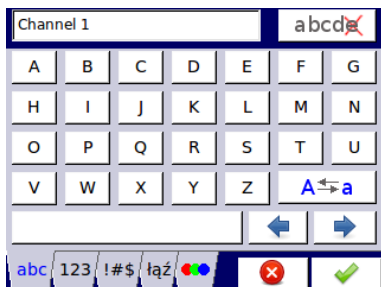 Channel 1 abcde
A B C D E F G
H I J K L M N
O P Q R S T U
V W X Y Z A a
abc 123 !#$ łąź